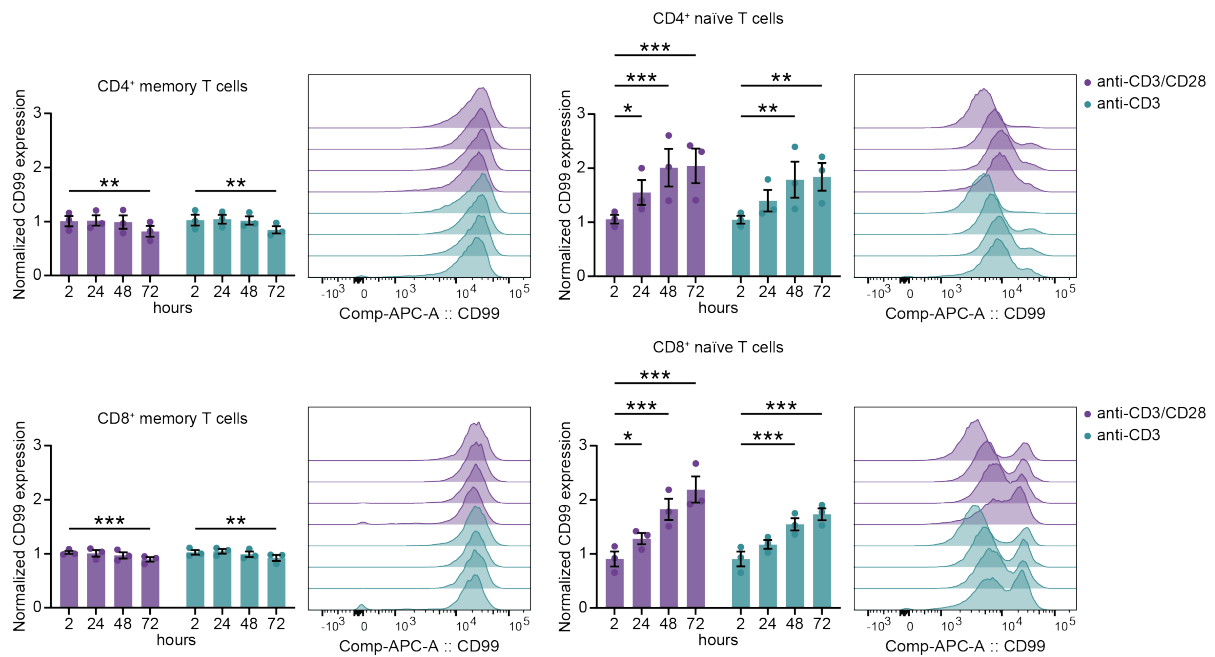 CD4⁺ memory T cells
Normalized CD99 expression
3
2
1
0
**
**
2 24 48 72 2 24 48 72
hours
-10³ 0 10³ 10⁴ 10⁵
Comp-APC-A :: CD99
CD4⁺ naïve T cells
Normalized CD99 expression
3
2
1
0
***
***
*
**
**
2 24 48 72 2 24 48 72
hours
-10³ 0 10³ 10⁴ 10⁵
Comp-APC-A :: CD99
anti-CD3/CD28
anti-CD3
CD8⁺ memory T cells
Normalized CD99 expression
3
2
1
0
***
**
2 24 48 72 2 24 48 72
hours
-10³ 0 10³ 10⁴ 10⁵
Comp-APC-A :: CD99
CD8⁺ naïve T cells
Normalized CD99 expression
3
2
1
0
***
***
*
***
***
2 24 48 72 2 24 48 72
hours
-10³ 0 10³ 10⁴ 10⁵
Comp-APC-A :: CD99
anti-CD3/CD28
anti-CD3